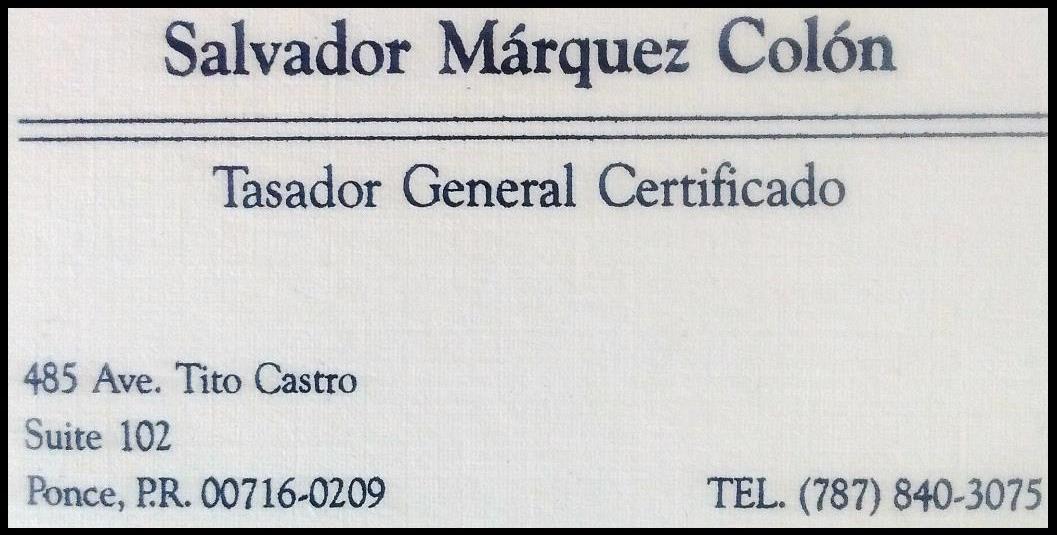 Salvador Márquez Colón
Tasador General Certificado
485 Ave. Tito Castro
Suite 102
Ponce, P.R. 00716-0209
TEL. (787) 840-3075